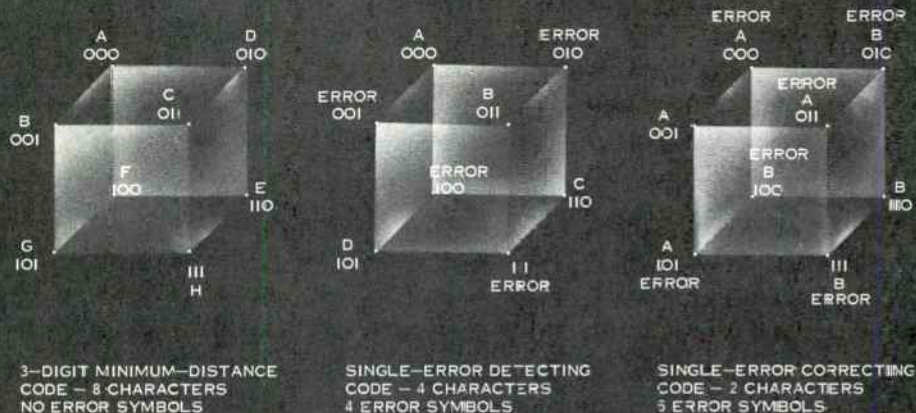 A
000
D
010
B
001
C
011
F
100
E
110
G
101
111
H
3-DIGIT MINIMUM-DISTANCE
CODE - 8 CHARACTERS
NO ERROR SYMBOLS
A
000
ERROR
010
ERROR
001
B
011
ERROR
100
C
110
D
101
111
ERROR
SINGLE-ERROR DETECTING
CODE - 4 CHARACTERS
4 ERROR SYMBOLS
ERROR
A
000
ERROR
B
010
A
001
ERROR
A
011
ERROR
B
100
B
110
A
101
ERROR
111
B
ERROR
SINGLE-ERROR CORRECTING
CODE - 2 CHARACTERS
6 ERROR SYMBOLS